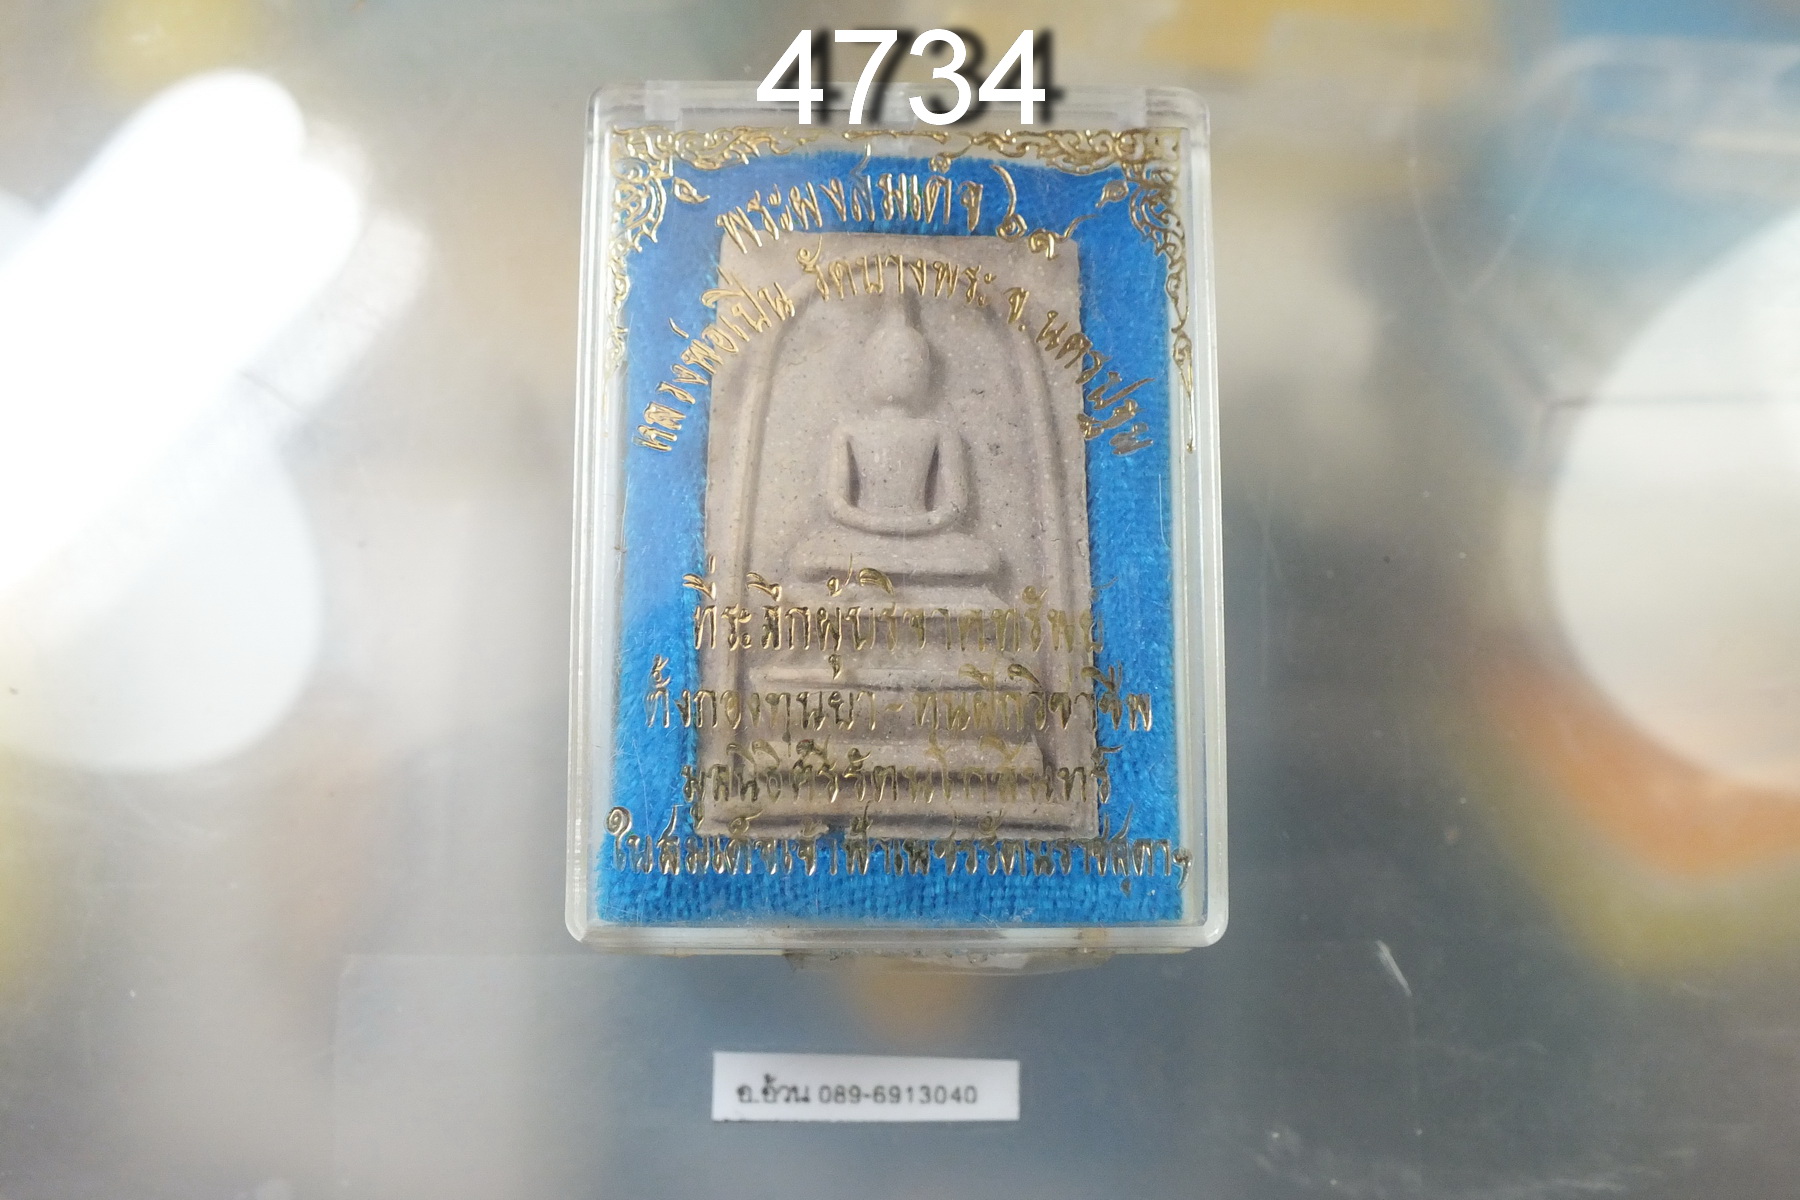 4734
พระผงสมเด็จ ๖๙
หลวงพ่อเปิ่น วัดบางพระ จ. นครปฐม
ที่ระลึกผู้บริจาคทรัพย์
ตั้งกองทุนยา-ทุนฝึกวิชาชีพ
มูลนิธิศิริรัตนโกสินทร์
ในสมเด็จเจ้าฟ้าเพชรรัตนราชสุดาฯ
อ.อ้วน 089-6913040